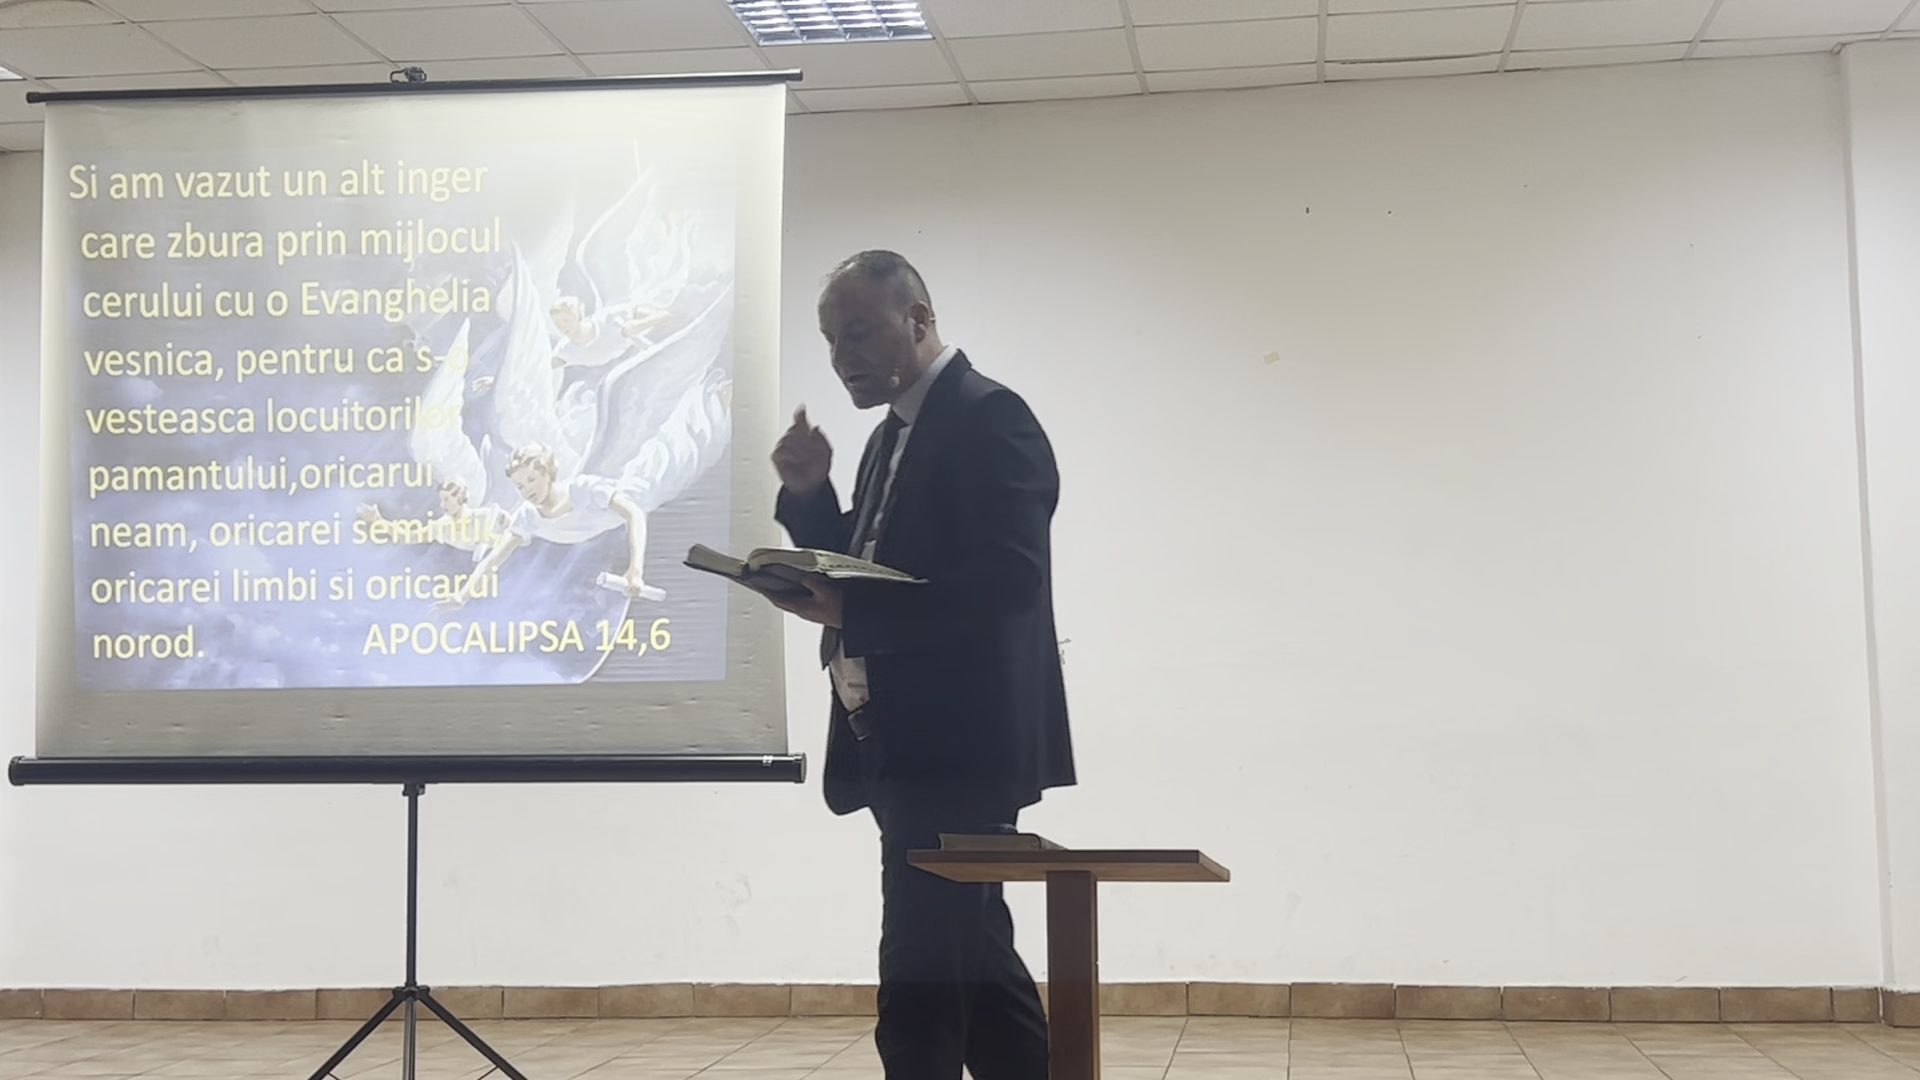 Si am vazut un alt inger
care zbura prin mijlocul
cerului cu o Evanghelia
vesnica, pentru ca s-o
vesteasca locuitorilor
pamantului,oricarui
neam, oricarei semintii,
oricarei limbi si oricarui
norod. APOCALIPSA 14,6